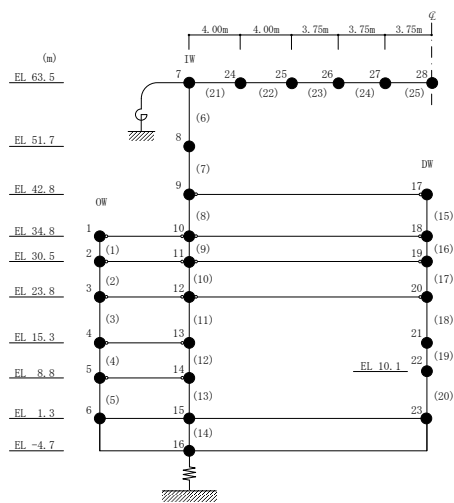 4.00m 4.00m 3.75m 3.75m 3.75m ℄
(m) IW
EL 63.5 7 24 25 26 27 28
(21) (22) (23) (24) (25)
(6)
EL 51.7 8
(7) DW
EL 42.8 9 17
OW (8) (15)
EL 34.8 1 10 18
(1) (9) (16)
EL 30.5 2 11 19
(2) (10) (17)
EL 23.8 3 12 20
(3) (11) (18)
EL 15.3 4 13 21
(4) (12) EL 10.1 22 (19)
EL 8.8 5 14
(5) (13) (20)
EL 1.3 6 15 23
(14)
EL -4.7 16